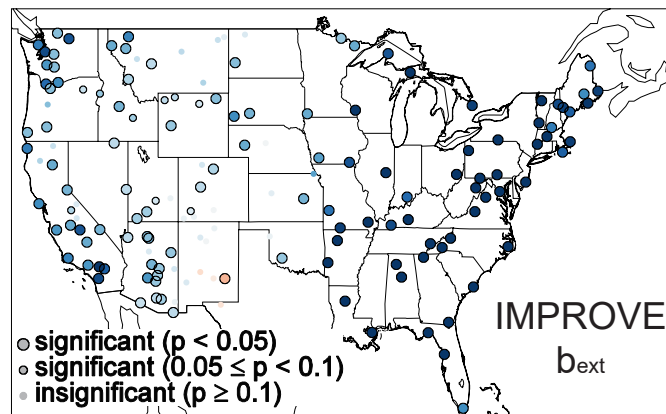 IMPROVE
bext
significant (p < 0.05)
significant (0.05 ≤ p < 0.1)
insignificant (p ≥ 0.1)